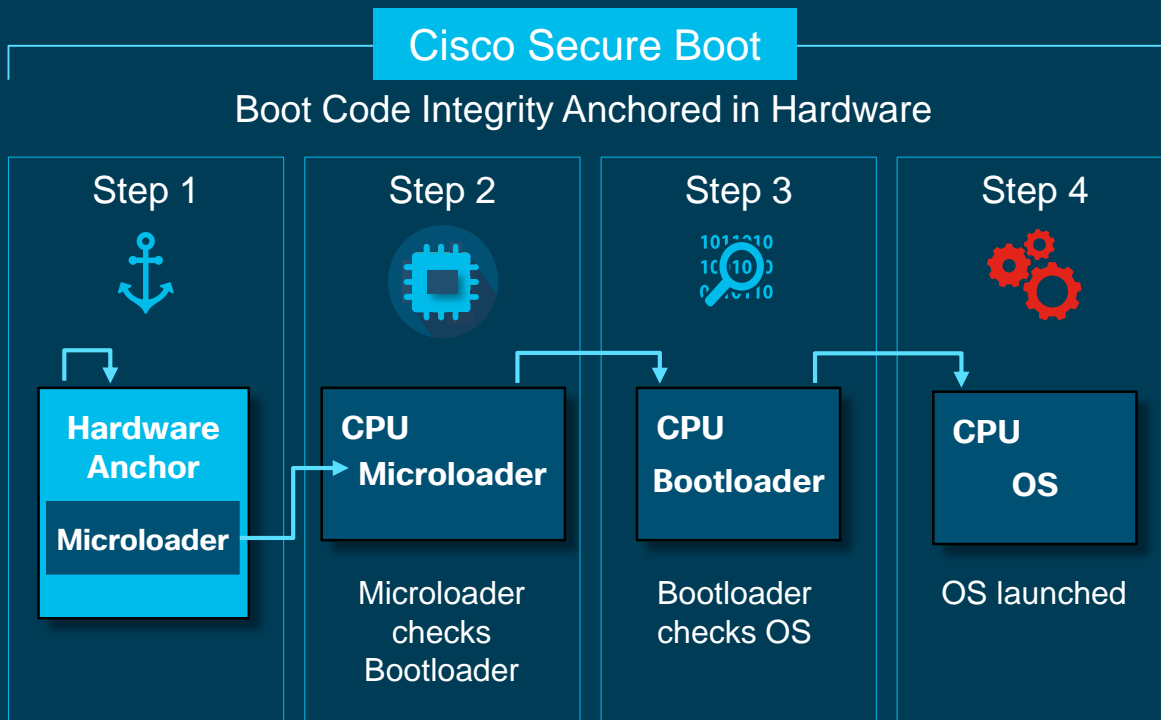 Cisco Secure Boot
Boot Code Integrity Anchored in Hardware
Step 1
Hardware
Anchor
Microloader
Step 2
CPU
Microloader
Microloader
checks
Bootloader
Step 3
CPU
Bootloader
Bootloader
checks OS
Step 4
CPU
OS
OS launched